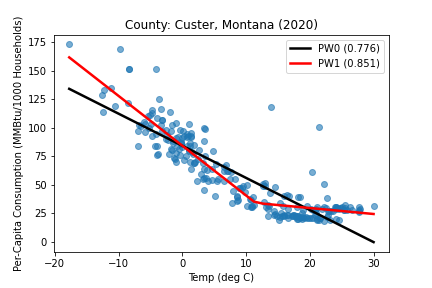 County: Custer, Montana (2020)
Per-Capita Consumption (MMBtu/1000 Households)
175
150
125
100
75
50
25
0
PW0 (0.776)
PW1 (0.851)
−20 −10 0 10 20 30
Temp (deg C)